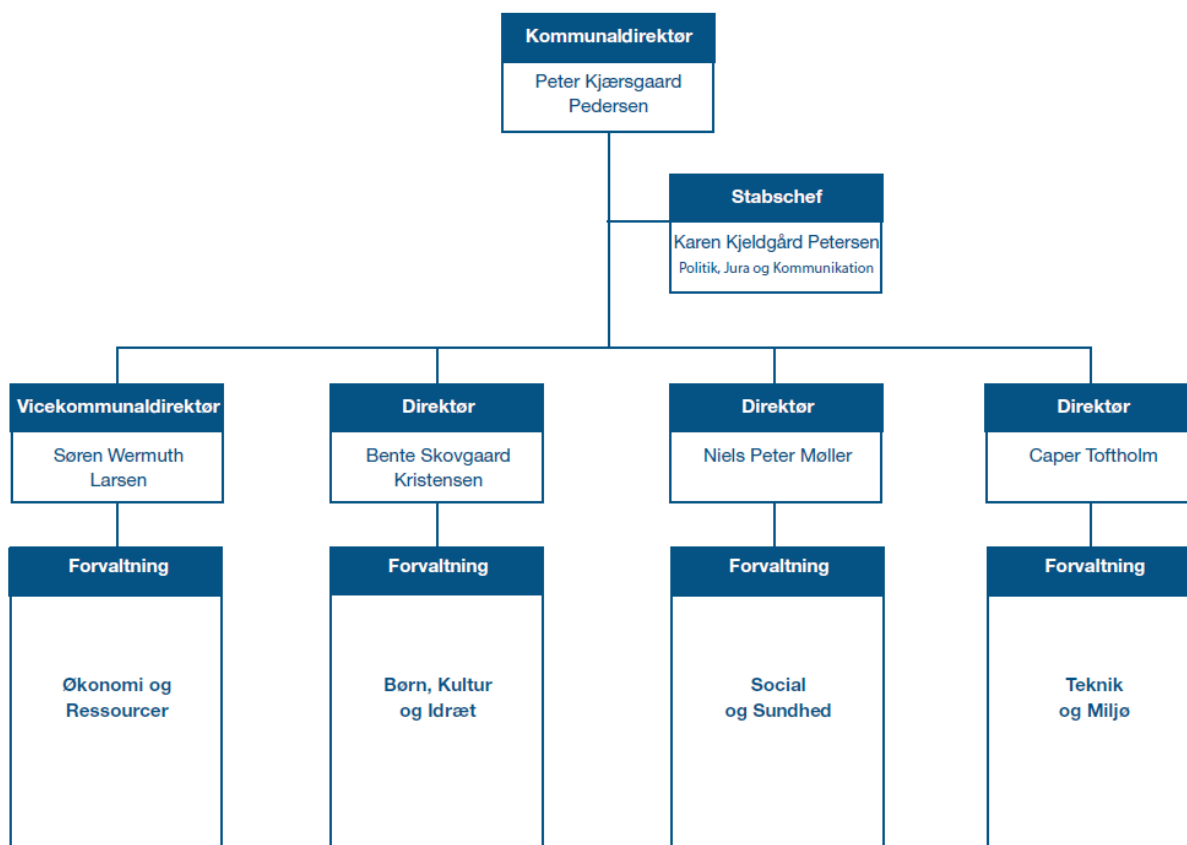 Kommunaldirektør
Peter Kjærsgaard
Pedersen
Stabschef
Karen Kjeldgård Petersen
Politik, Jura og Kommunikation
Vicekommunaldirektør
Søren Wermuth
Larsen
Direktør
Bente Skovgaard
Kristensen
Direktør
Niels Peter Møller
Direktør
Caper Toftholm
Forvaltning
Økonomi og
Ressourcer
Forvaltning
Børn, Kultur
og Idræt
Forvaltning
Social
og Sundhed
Forvaltning
Teknik
og Miljø